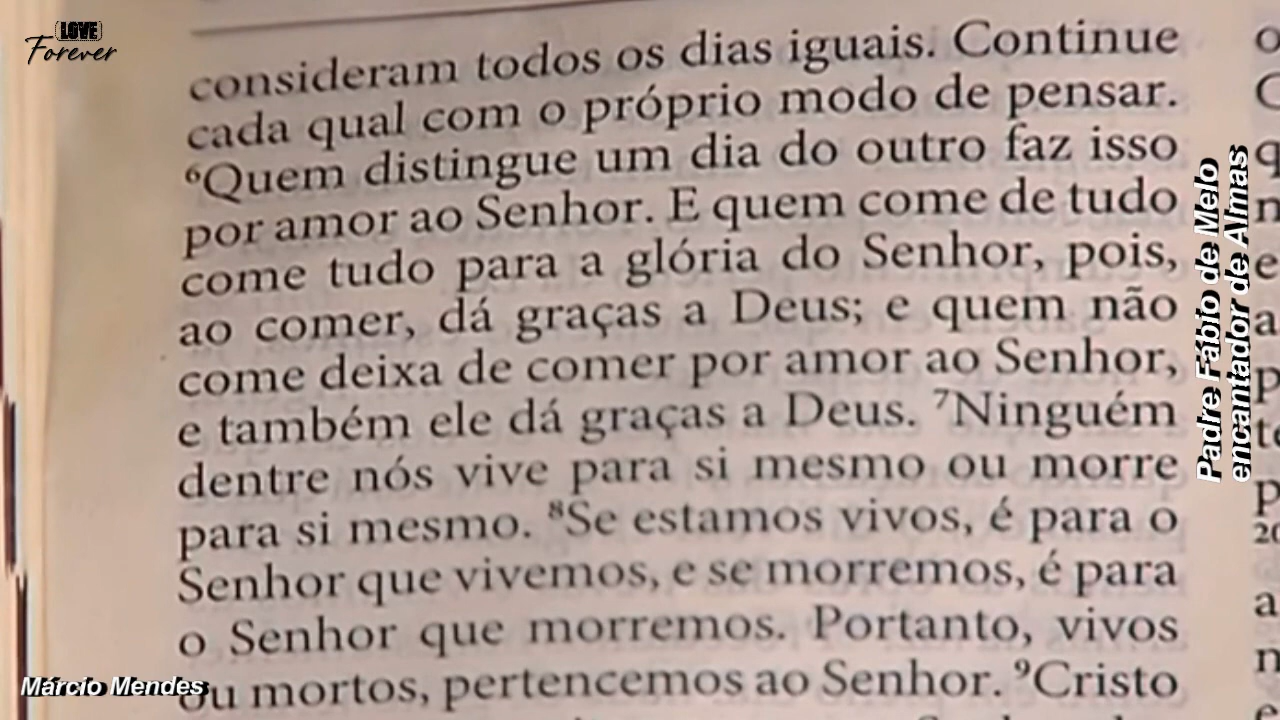 LOVE
Forever
consideram todos os dias iguais. Continue
cada qual com o próprio modo de pensar.
⁶Quem distingue um dia do outro faz isso
por amor ao Senhor. E quem come de tudo
come tudo para a glória do Senhor, pois,
ao comer, dá graças a Deus; e quem não
come deixa de comer por amor ao Senhor,
e também ele dá graças a Deus. ⁷Ninguém
dentre nós vive para si mesmo ou morre
para si mesmo. ⁸Se estamos vivos, é para o
Senhor que vivemos, e se morremos, é para
o Senhor que morremos. Portanto, vivos
ou mortos, pertencemos ao Senhor. ⁹Cristo
Padre Fábio de Melo
encantador de Almas
Márcio Mendes